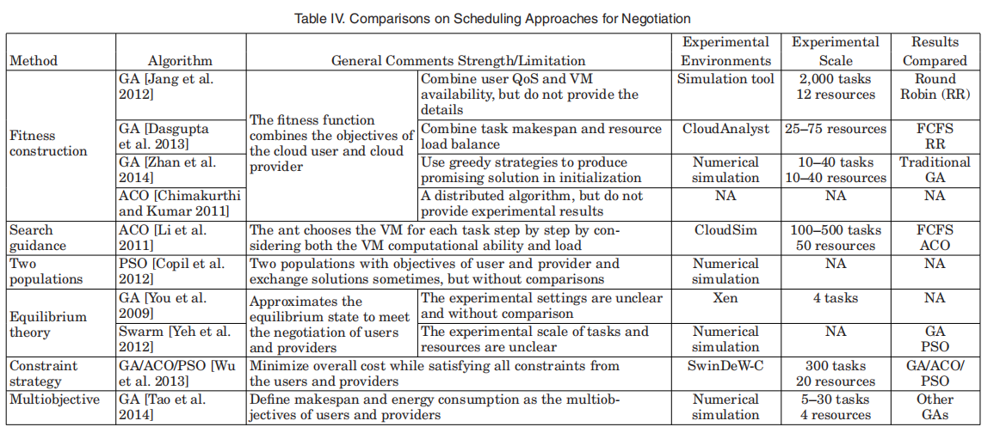 Table IV. Comparisons on Scheduling Approaches for Negotiation
Method
Algorithm
General Comments Strength/Limitation
Experimental
Environments
Experimental
Scale
Results
Compared
Fitness
construction
GA [Jang et al.
2012]
The fitness function
combines the objectives of
the cloud user and cloud
provider
Combine user QoS and VM
availability, but do not provide the
details
Simulation tool
2,000 tasks
12 resources
Round
Robin (RR)
GA [Dasgupta
et al. 2013]
Combine task makespan and resource
load balance
CloudAnalyst
25–75 resources
FCFS
RR
GA [Zhan et al.
2014]
Use greedy strategies to produce
promising solution in initialization
Numerical
simulation
10–40 tasks
10–40 resources
Traditional
GA
ACO [Chimakurthi
and Kumar 2011]
A distributed algorithm, but do not
provide experimental results
NA
NA
NA
Search
guidance
ACO [Li et al.
2011]
The ant chooses the VM for each task step by step by con-
sidering both the VM computational ability and load
CloudSim
100–500 tasks
50 resources
FCFS
ACO
Two
populations
PSO [Copil et al.
2012]
Two populations with objectives of user and provider and
exchange solutions sometimes, but without comparisons
Numerical
simulation
NA
NA
Equilibrium
theory
GA [You et al.
2009]
Approximates the
equilibrium state to meet
the negotiation of users
and providers
The experimental settings are unclear
and without comparison
Xen
4 tasks
NA
Swarm [Yeh et al.
2012]
The experimental scale of tasks and
resources are unclear
Numerical
simulation
NA
GA
PSO
Constraint
strategy
GA/ACO/PSO [Wu
et al. 2013]
Minimize overall cost while satisfying all constraints from
the users and providers
SwinDeW-C
300 tasks
20 resources
GA/ACO/
PSO
Multiobjective
GA [Tao et al.
2014]
Define makespan and energy consumption as the multiob-
jectives of users and providers
Numerical
simulation
5–30 tasks
4 resources
Other
GAs